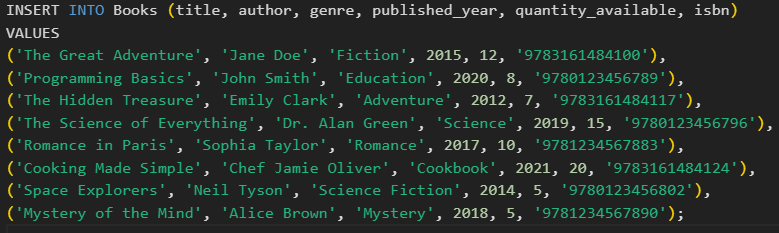 INSERT INTO Books (title, author, genre, published_year, quantity_available, isbn)
VALUES
('The Great Adventure', 'Jane Doe', 'Fiction', 2015, 12, '9783161484100'),
('Programming Basics', 'John Smith', 'Education', 2020, 8, '9780123456789'),
('The Hidden Treasure', 'Emily Clark', 'Adventure', 2012, 7, '9783161484117'),
('The Science of Everything', 'Dr. Alan Green', 'Science', 2019, 15, '9780123456796'),
('Romance in Paris', 'Sophia Taylor', 'Romance', 2017, 10, '9781234567883'),
('Cooking Made Simple', 'Chef Jamie Oliver', 'Cookbook', 2021, 20, '9783161484124'),
('Space Explorers', 'Neil Tyson', 'Science Fiction', 2014, 5, '9780123456802'),
('Mystery of the Mind', 'Alice Brown', 'Mystery', 2018, 5, '9781234567890');